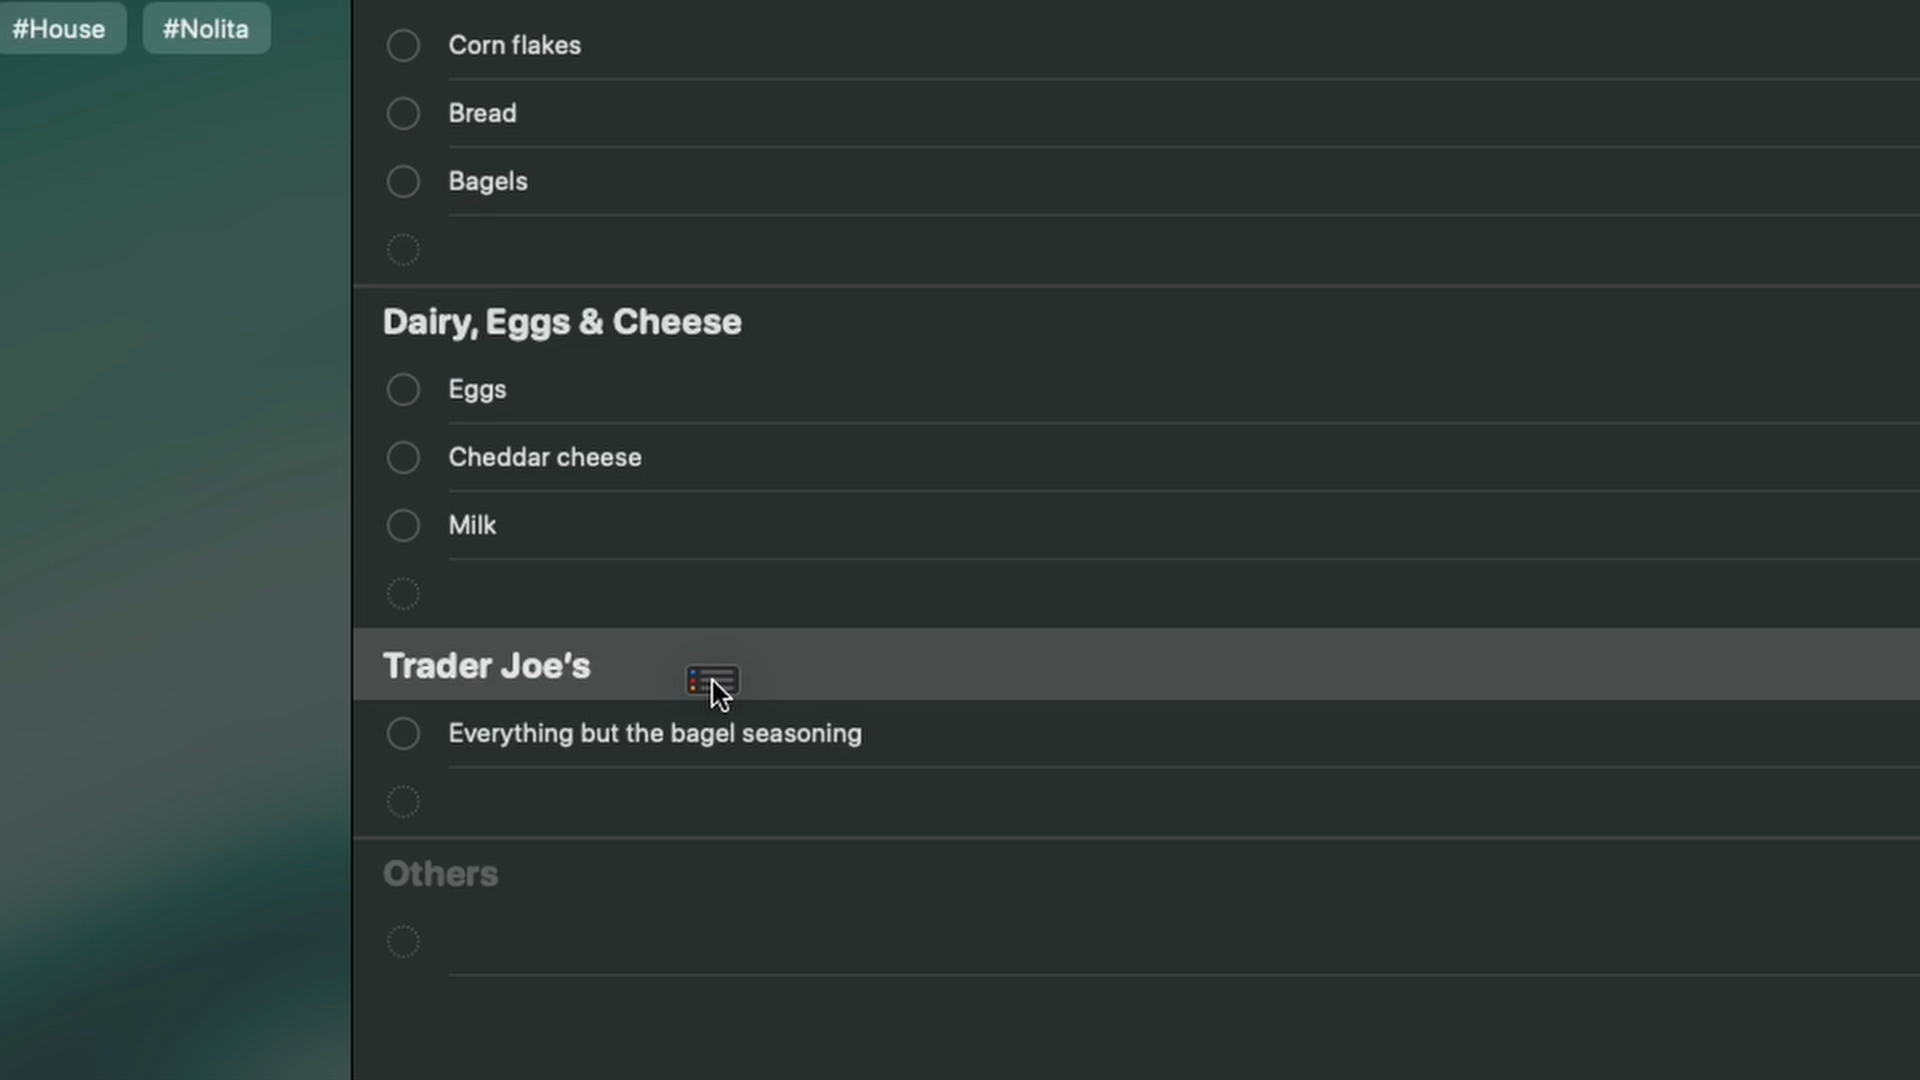 #House
#Nolita
Corn flakes
Bread
Bagels
Dairy, Eggs & Cheese
Eggs
Cheddar cheese
Milk
Trader Joe's
Everything but the bagel seasoning
Others